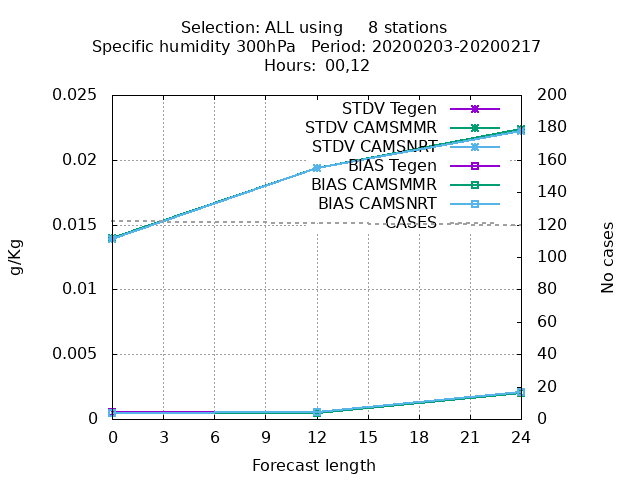 Selection: ALL using     8 stations
Specific humidity 300hPa   Period: 20200203-20200217
Hours: 00,12
0.025
0.02
0.015
0.01
0.005
0
g/Kg
STDV Tegen
STDV CAMSMMR
STDV CAMSNRT
BIAS Tegen
BIAS CAMSMMR
BIAS CAMSNRT
CASES
200
180
160
140
120
100
80
60
40
20
0
No cases
0 3 6 9 12 15 18 21 24
Forecast length